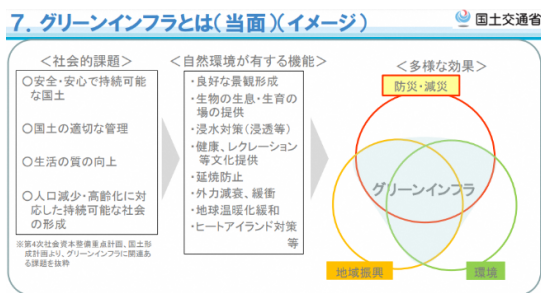 7．グリーンインフラとは（当面）（イメージ）
国土交通省
＜社会的課題＞
○安全・安心で持続可能
な国土
○国土の適切な管理
○生活の質の向上
○人口減少・高齢化に対
応した持続可能な社会
の形成
※第4次社会資本整備重点計画、国土形
成計画より、グリーンインフラに関連あ
る課題を抜粋
＜自然環境が有する機能＞
・良好な景観形成
・生物の生息・生育の
場の提供
・浸水対策（浸透等）
・健康、レクレーション
等文化提供
・延焼防止
・外力減衰、緩衝
・地球温暖化緩和
・ヒートアイランド対策
等
＜多様な効果＞
防災・減災
グリーンインフラ
地域振興
環境